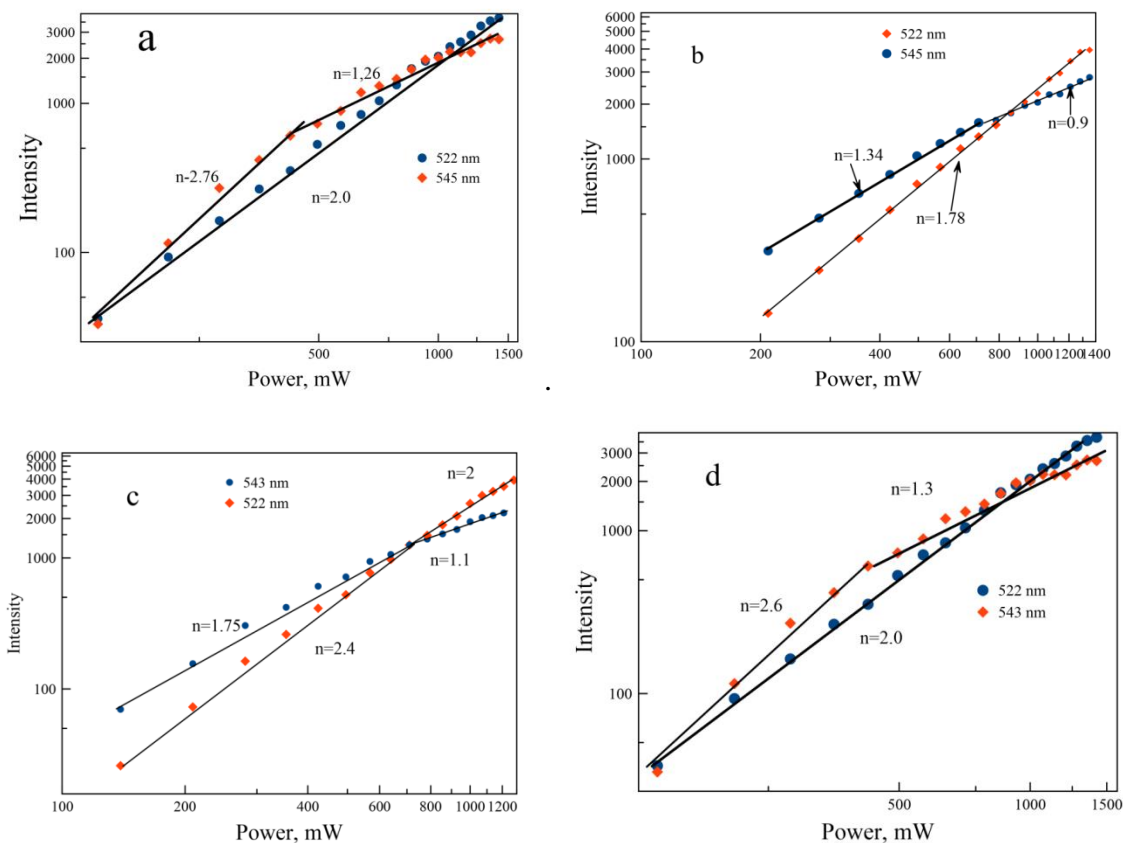 a
3000
2000
1000
100
Intensity
n=1,26
n-2.76
n=2.0
522 nm
545 nm
500
1000
1500
Power, mW
b
6000
5000
4000
3000
2000
1000
100
Intensity
522 nm
545 nm
n=1.34
n=1.78
n=0.9
100
200
400
600
800
1000
1200
1400
Power, mW
.
c
6000
5000
4000
3000
2000
1000
100
Intensity
543 nm
522 nm
n=2
n=1.1
n=1.75
n=2.4
100
200
400
600
800
1000
1200
Power, mW
d
3000
2000
1000
100
Intensity
n=1.3
n=2.6
n=2.0
522 nm
543 nm
500
1000
1500
Power, mW